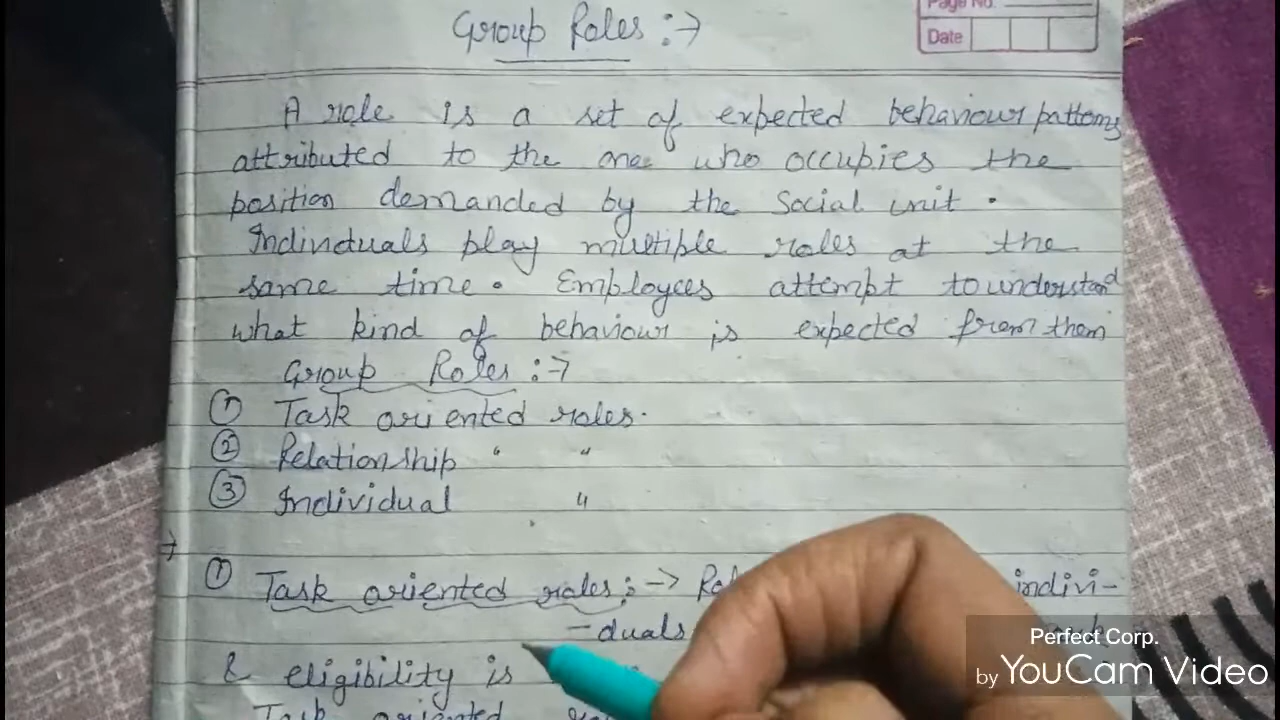 Page No.
Date
Group Roles :→
A role is a set of expected behaviour patterns
attributed to the one who occupies the
position demanded by the social unit.
Individuals play multiple roles at the
same time. Employees attempt to understand
what kind of behaviour is expected from them
Group Roles :→
① Task oriented roles.
② Relationship " "
③ Individual "
→
① Task oriented roles :→ indivi-
-duals
& eligibility is
Task oriented
Perfect Corp.
by YouCam Video